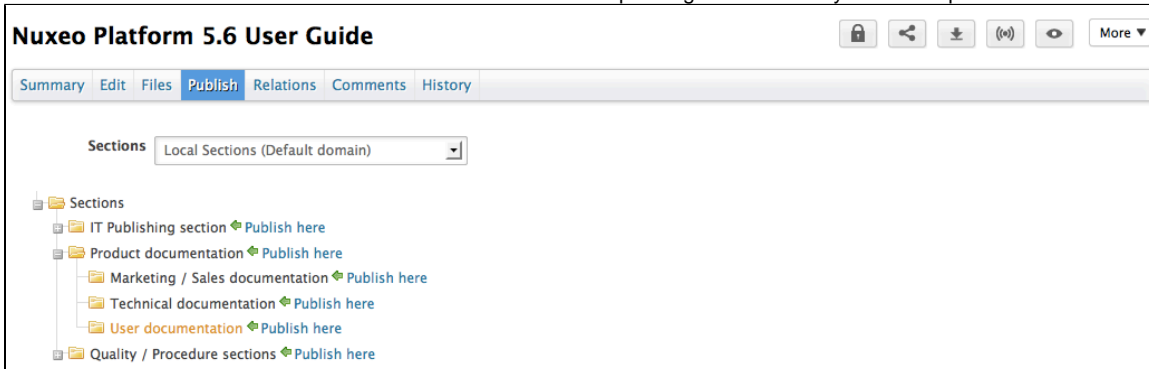 Nuxeo Platform 5.6 User Guide
More ▼
Summary Edit Files Publish Relations Comments History
Sections Local Sections (Default domain)
Sections
IT Publishing section Publish here
Product documentation Publish here
Marketing / Sales documentation Publish here
Technical documentation Publish here
User documentation Publish here
Quality / Procedure sections Publish here